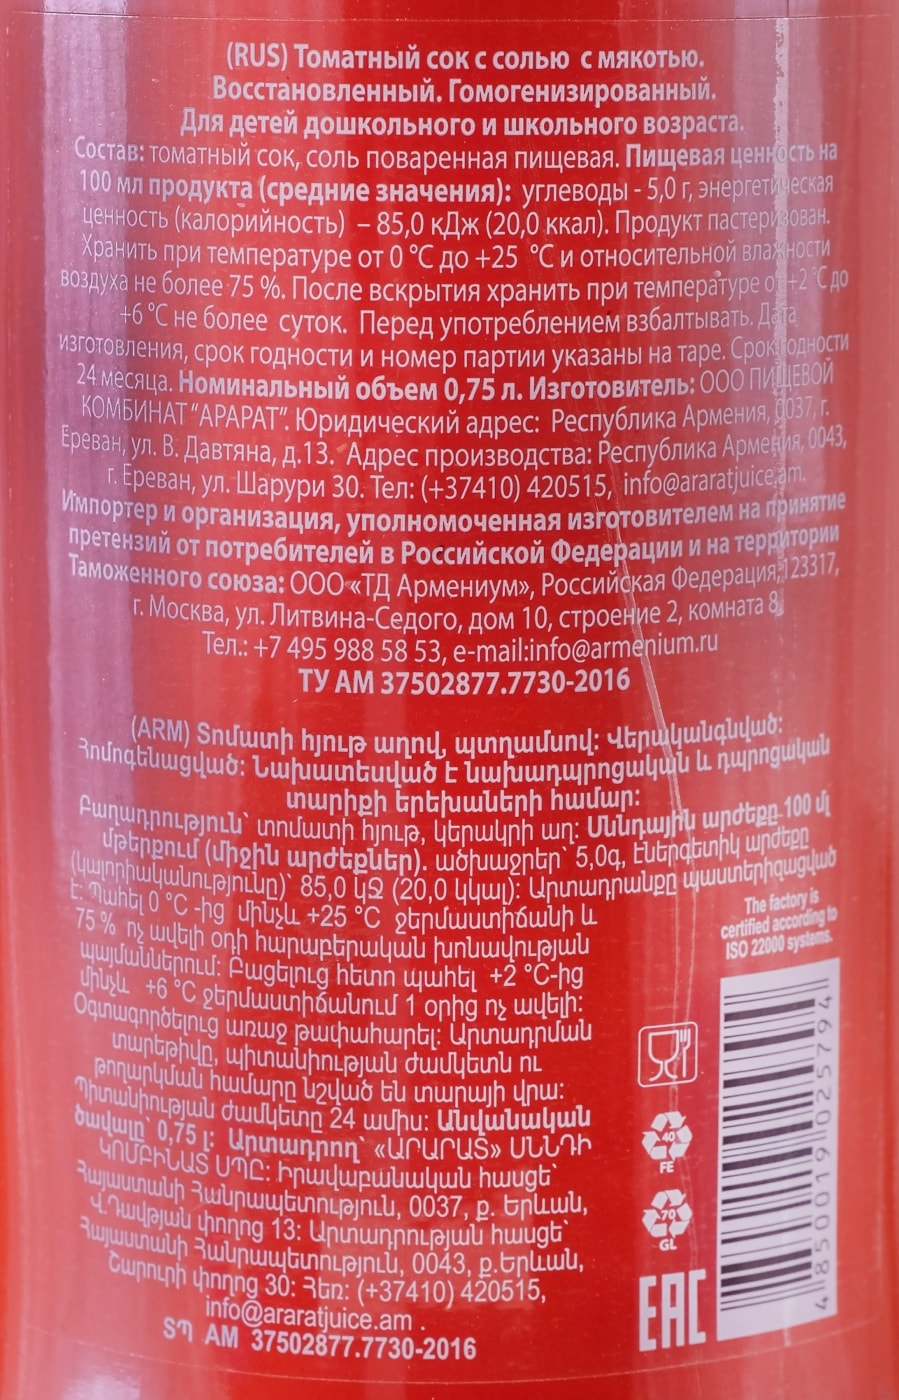 (RUS) Томатный сок с солью с мякотью.
Восстановленный. Гомогенизированный.
Для детей дошкольного и школьного возраста.
Состав: томатный сок, соль поваренная пищевая. Пищевая ценность на
100 мл продукта (средние значения): углеводы - 5,0 г, энергетическая
ценность (калорийность) – 85,0 кДж (20,0 ккал). Продукт пастеризован.
Хранить при температуре от 0 °С до +25 °С и относительной влажности
воздуха не более 75 %. После вскрытия хранить при температуре от +2 °С до
+6 °С не более суток. Перед употреблением взбалтывать. Дата
изготовления, срок годности и номер партии указаны на таре. Срок годности
24 месяца. Номинальный объем 0,75 л. Изготовитель: ООО ПИЩЕВОЙ
КОМБИНАТ "АРАРАТ". Юридический адрес: Республика Армения, 0037, г.
Ереван, ул. В. Давтяна, д.13. Адрес производства: Республика Армения, 0043,
г. Ереван, ул. Шарури 30. Тел: (+37410) 420515, info@araratjuice.am.
Импортер и организация, уполномоченная изготовителем на принятие
претензий от потребителей в Российской Федерации и на территории
Таможенного союза: ООО «ТД Армениум», Российская Федерация, 123317,
г. Москва, ул. Литвина-Седого, дом 10, строение 2, комната 8,
Тел.: +7 495 988 58 53, e-mail:info@armenium.ru
ТУ АМ 37502877.7730-2016
(ARM) Տոմատի հյութ աղով, պտղամսով: Վերականգնված:
Հոմոգենացված: Նախատեսված է նախադպրոցական և դպրոցական
տարիքի երեխաների համար:
Բաղադրություն՝ տոմատի հյութ, կերակրի աղ: Սննդային արժեքը 100 մլ
մթերքում (միջին արժեքներ). ածխաջրեր՝ 5,0գ, էներգետիկ արժեքը
(կալորիականությունը)՝ 85,0 կՋ (20,0 կկալ): Արտադրանքը պաստերիզացված
է: Պահել 0 °C -ից մինչև +25 °C ջերմաստիճանի և
75 % ոչ ավելի օդի հարաբերական խոնավության
պայմաններում: Բացելուց հետո պահել +2 °C-ից
մինչև +6 °C ջերմաստիճանում 1 օրից ոչ ավելի:
Օգտագործելուց առաջ թափահարել: Արտադրման
տարեթիվը, պիտանիության ժամկետն ու
թողարկման համարը նշված են տարայի վրա:
Պիտանիության ժամկետը 24 ամիս: Անվանական
ծավալը՝ 0,75 լ: Արտադրող՝ «ԱՐԱՐԱՏ» ՍՆՆԴԻ
ԿՈՄԲԻՆԱՏ ՍՊԸ: Իրավաբանական հասցե՝
Հայաստանի Հանրապետություն, 0037, ք. Երևան,
Վ.Դավթյան փողոց 13: Արտադրության հասցե՝
Հայաստանի Հանրապետություն, 0043, ք.Երևան,
Շարուրի փողոց 30: Հեռ: (+37410) 420515,
info@araratjuice.am .
ՏՊ AM 37502877.7730-2016
The factory is
certified according to
ISO 22000 systems.
40
FE
70
GL
EAC
4850019025794